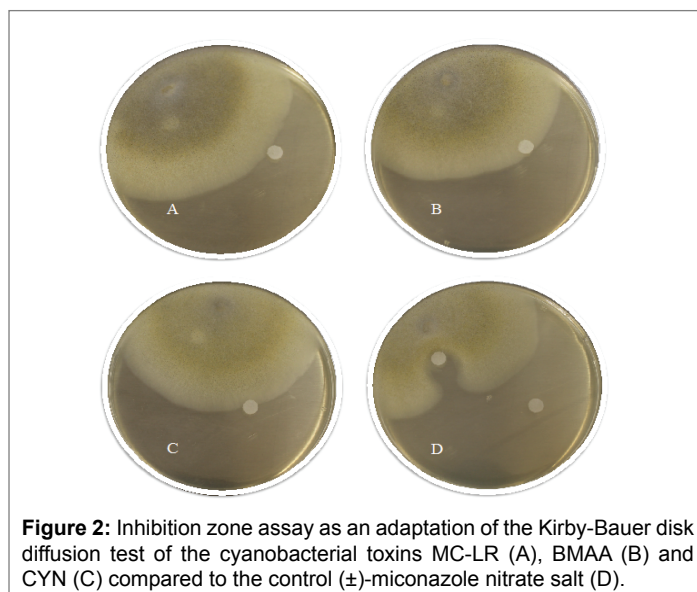 A
B
C
D
Figure 2: Inhibition zone assay as an adaptation of the Kirby-Bauer disk
diffusion test of the cyanobacterial toxins MC-LR (A), BMAA (B) and
CYN (C) compared to the control (±)-miconazole nitrate salt (D).